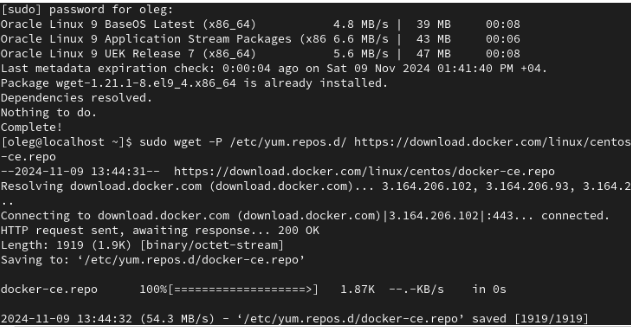 [sudo] password for oleg:
Oracle Linux 9 BaseOS Latest (x86_64)           4.8 MB/s |  39 MB     00:08
Oracle Linux 9 Application Stream Packages (x86 6.6 MB/s |  43 MB     00:06
Oracle Linux 9 UEK Release 7 (x86_64)           5.6 MB/s |  47 MB     00:08
Last metadata expiration check: 0:00:04 ago on Sat 09 Nov 2024 01:41:40 PM +04.
Package wget-1.21.1-8.el9_4.x86_64 is already installed.
Dependencies resolved.
Nothing to do.
Complete!
[oleg@localhost ~]$ sudo wget -P /etc/yum.repos.d/ https://download.docker.com/linux/centos
-ce.repo
--2024-11-09 13:44:31--  https://download.docker.com/linux/centos/docker-ce.repo
Resolving download.docker.com (download.docker.com)... 3.164.206.102, 3.164.206.93, 3.164.2
..
Connecting to download.docker.com (download.docker.com)|3.164.206.102|:443... connected.
HTTP request sent, awaiting response... 200 OK
Length: 1919 (1.9K) [binary/octet-stream]
Saving to: ‘/etc/yum.repos.d/docker-ce.repo’
docker-ce.repo      100%[===================>]   1.87K  --.-KB/s    in 0s
2024-11-09 13:44:32 (54.3 MB/s) - ‘/etc/yum.repos.d/docker-ce.repo’ saved [1919/1919]